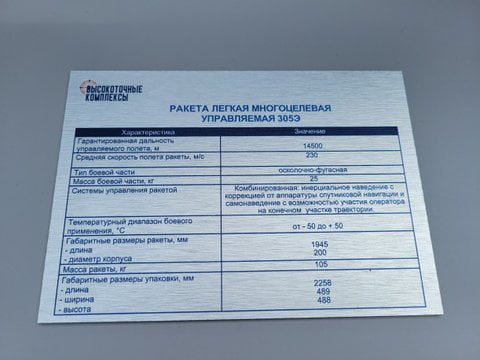 ВЫСОКОТОЧНЫЕ
КОМПЛЕКСЫ
РАКЕТА ЛЕГКАЯ МНОГОЦЕЛЕВАЯ
УПРАВЛЯЕМАЯ 305Э
Характеристика Значение
Гарантированная дальность
управляемого полета, м 14500
Средняя скорость полета ракеты, м/с 230
Тип боевой части осколочно-фугасная
Масса боевой части, кг 25
Системы управления ракетой Комбинированная: инерциальное наведение с
коррекцией от аппаратуры спутниковой навигации и
самонаведение с возможностью участия оператора
на конечном участке траектории.
Температурный диапазон боевого
применения, °С от - 50 до + 50
Габаритные размеры ракеты, мм
- длина 1945
- диаметр корпуса 200
Масса ракеты, кг 105
Габаритные размеры упаковки, мм
- длина 2258
- ширина 489
- высота 488